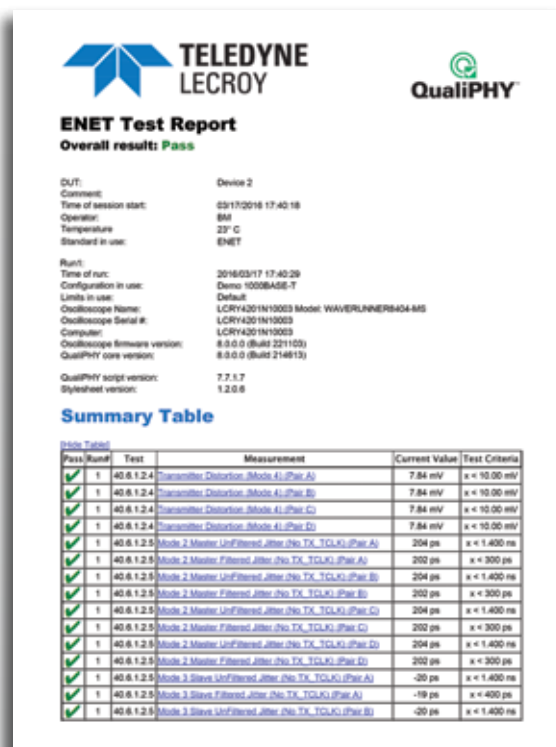 TELEDYNE
LECROY
QualiPHY
ENET Test Report
Overall result: Pass
DUT: Device 2
Comment:
Time of session start: 03/17/2016 17:40:18
Operator: BM
Temperature 23° C
Standard in use: ENET
Run1:
Time of run: 2016/03/17 17:40:29
Configuration in use: Demo 1000BASE-T
Limits in use: Default
Oscilloscope Name: LCRY4201N10003 Model: WAVERUNNER8404-MS
Oscilloscope Serial #: LCRY4201N10003
Computer: LCRY4201N10003
Oscilloscope firmware version: 8.0.0.0 (Build 221103)
QualiPHY core version: 8.0.0.0 (Build 214613)
QualiPHY script version: 7.7.1.7
Stylesheet version: 1.2.0.6
Summary Table
[Hide Table]
Pass Run# Test Measurement Current Value Test Criteria
1 40.6.1.2.4 Transmitter Distortion (Mode 4) (Pair A) 7.84 mV x < 10.00 mV
1 40.6.1.2.4 Transmitter Distortion (Mode 4) (Pair B) 7.84 mV x < 10.00 mV
1 40.6.1.2.4 Transmitter Distortion (Mode 4) (Pair C) 7.84 mV x < 10.00 mV
1 40.6.1.2.4 Transmitter Distortion (Mode 4) (Pair D) 7.84 mV x < 10.00 mV
1 40.6.1.2.5 Mode 2 Master UnFiltered Jitter (No TX_TCLK) (Pair A) 204 ps x < 1.400 ns
1 40.6.1.2.5 Mode 2 Master Filtered Jitter (No TX_TCLK) (Pair A) 202 ps x < 300 ps
1 40.6.1.2.5 Mode 2 Master UnFiltered Jitter (No TX_TCLK) (Pair B) 204 ps x < 1.400 ns
1 40.6.1.2.5 Mode 2 Master Filtered Jitter (No TX_TCLK) (Pair B) 202 ps x < 300 ps
1 40.6.1.2.5 Mode 2 Master UnFiltered Jitter (No TX_TCLK) (Pair C) 204 ps x < 1.400 ns
1 40.6.1.2.5 Mode 2 Master Filtered Jitter (No TX_TCLK) (Pair C) 202 ps x < 300 ps
1 40.6.1.2.5 Mode 2 Master UnFiltered Jitter (No TX_TCLK) (Pair D) 204 ps x < 1.400 ns
1 40.6.1.2.5 Mode 2 Master Filtered Jitter (No TX_TCLK) (Pair D) 202 ps x < 300 ps
1 40.6.1.2.5 Mode 3 Slave UnFiltered Jitter (No TX_TCLK) (Pair A) -20 ps x < 1.400 ns
1 40.6.1.2.5 Mode 3 Slave Filtered Jitter (No TX_TCLK) (Pair A) -19 ps x < 400 ps
1 40.6.1.2.5 Mode 3 Slave UnFiltered Jitter (No TX_TCLK) (Pair B) -20 ps x < 1.400 ns